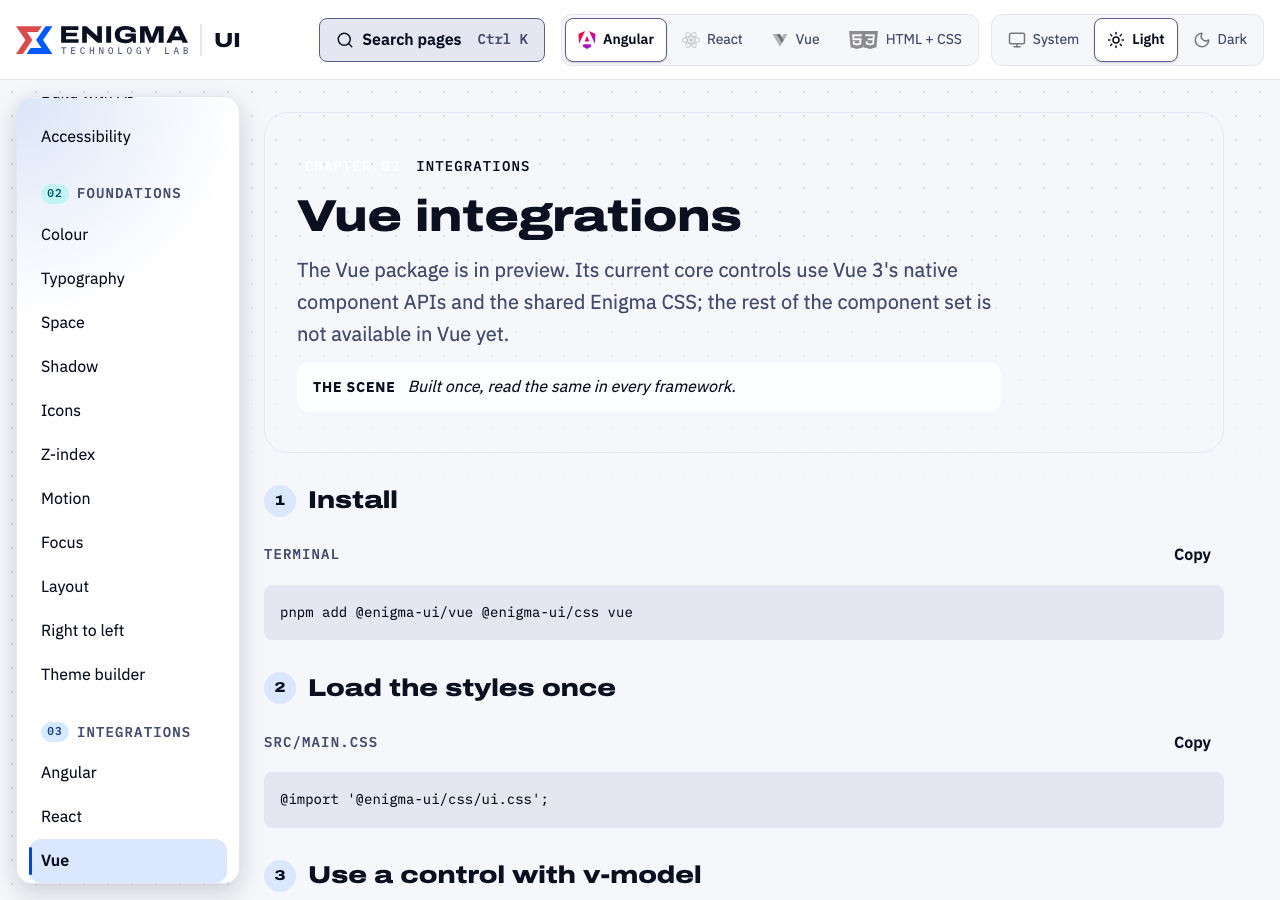 ENIGMA
TECHNOLOGY LAB
UI
Search pages Ctrl K
Angular
React
Vue
HTML + CSS
System
Light
Dark
Accessibility
02 FOUNDATIONS
Colour
Typography
Space
Shadow
Icons
Z-index
Motion
Focus
Layout
Right to left
Theme builder
03 INTEGRATIONS
Angular
React
Vue
CHAPTER 03 INTEGRATIONS
Vue integrations
The Vue package is in preview. Its current core controls use Vue 3's native
component APIs and the shared Enigma CSS; the rest of the component set is
not available in Vue yet.
THE SCENE Built once, read the same in every framework.
1 Install
TERMINAL
Copy
pnpm add @enigma-ui/vue @enigma-ui/css vue
2 Load the styles once
SRC/MAIN.CSS
Copy
@import '@enigma-ui/css/ui.css';
3 Use a control with v-model